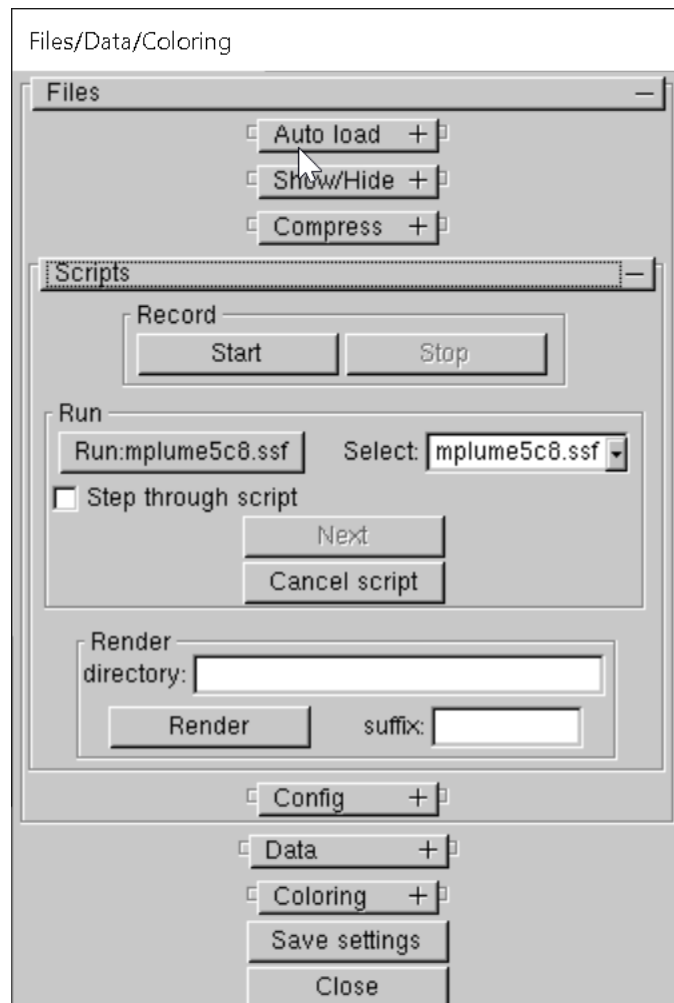 Files/Data/Coloring
Files
Auto load
Show/Hide
Compress
Scripts
Record
Start Stop
Run
Run:mplume5c8.ssf Select: mplume5c8.ssf
Step through script
Next
Cancel script
Render
directory:
Render suffix:
Config
Data
Coloring
Save settings
Close